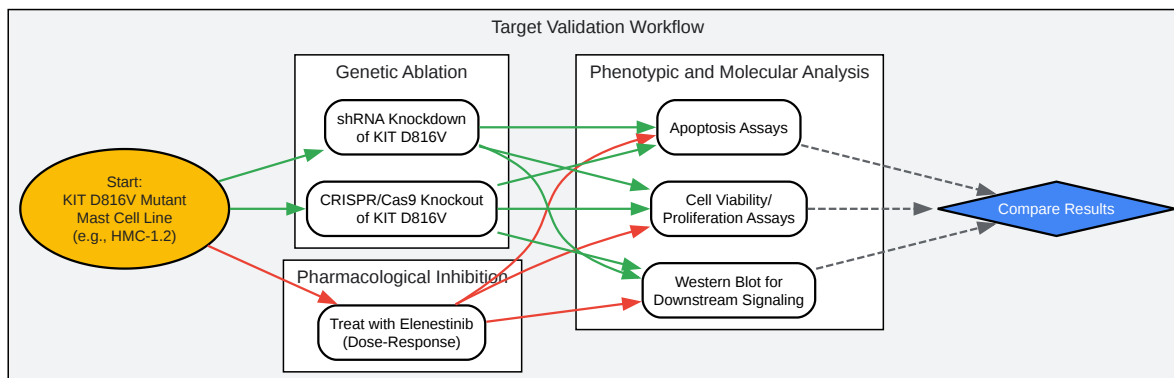 Target Validation Workflow
Genetic Ablation
shRNA Knockdown
of KIT D816V
CRISPR/Cas9 Knockout
of KIT D816V
Start:
KIT D816V Mutant
Mast Cell Line
(e.g., HMC-1.2)
Pharmacological Inhibition
Treat with Elenestinib
(Dose-Response)
Phenotypic and Molecular Analysis
Apoptosis Assays
Cell Viability/
Proliferation Assays
Western Blot for
Downstream Signaling
Compare Results